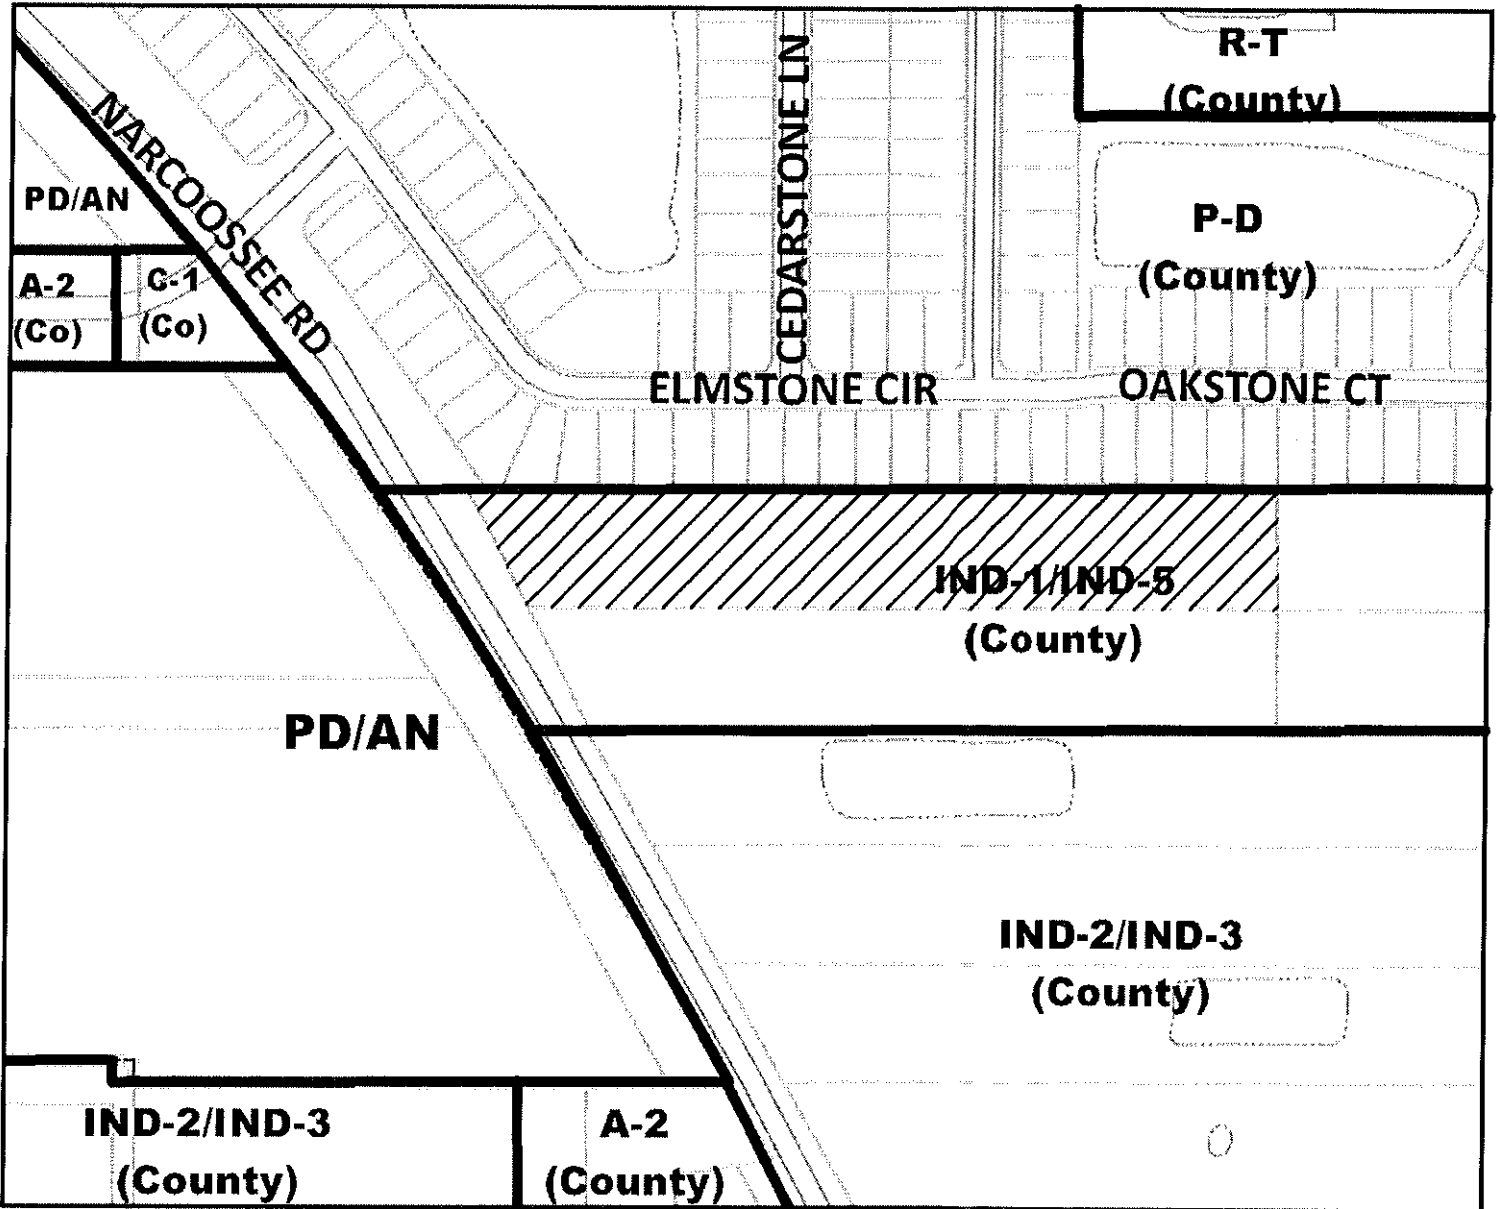 R-T
(County)
NARCOOSSEE RD
CEDARSTONE LN
PD/AN
P-D
(County)
A-2
(Co)
C-1
(Co)
ELMSTONE CIR
OAKSTONE CT
IND-1/IND-5
(County)
PD/AN
IND-2/IND-3
(County)
IND-2/IND-3
(County)
A-2
(County)